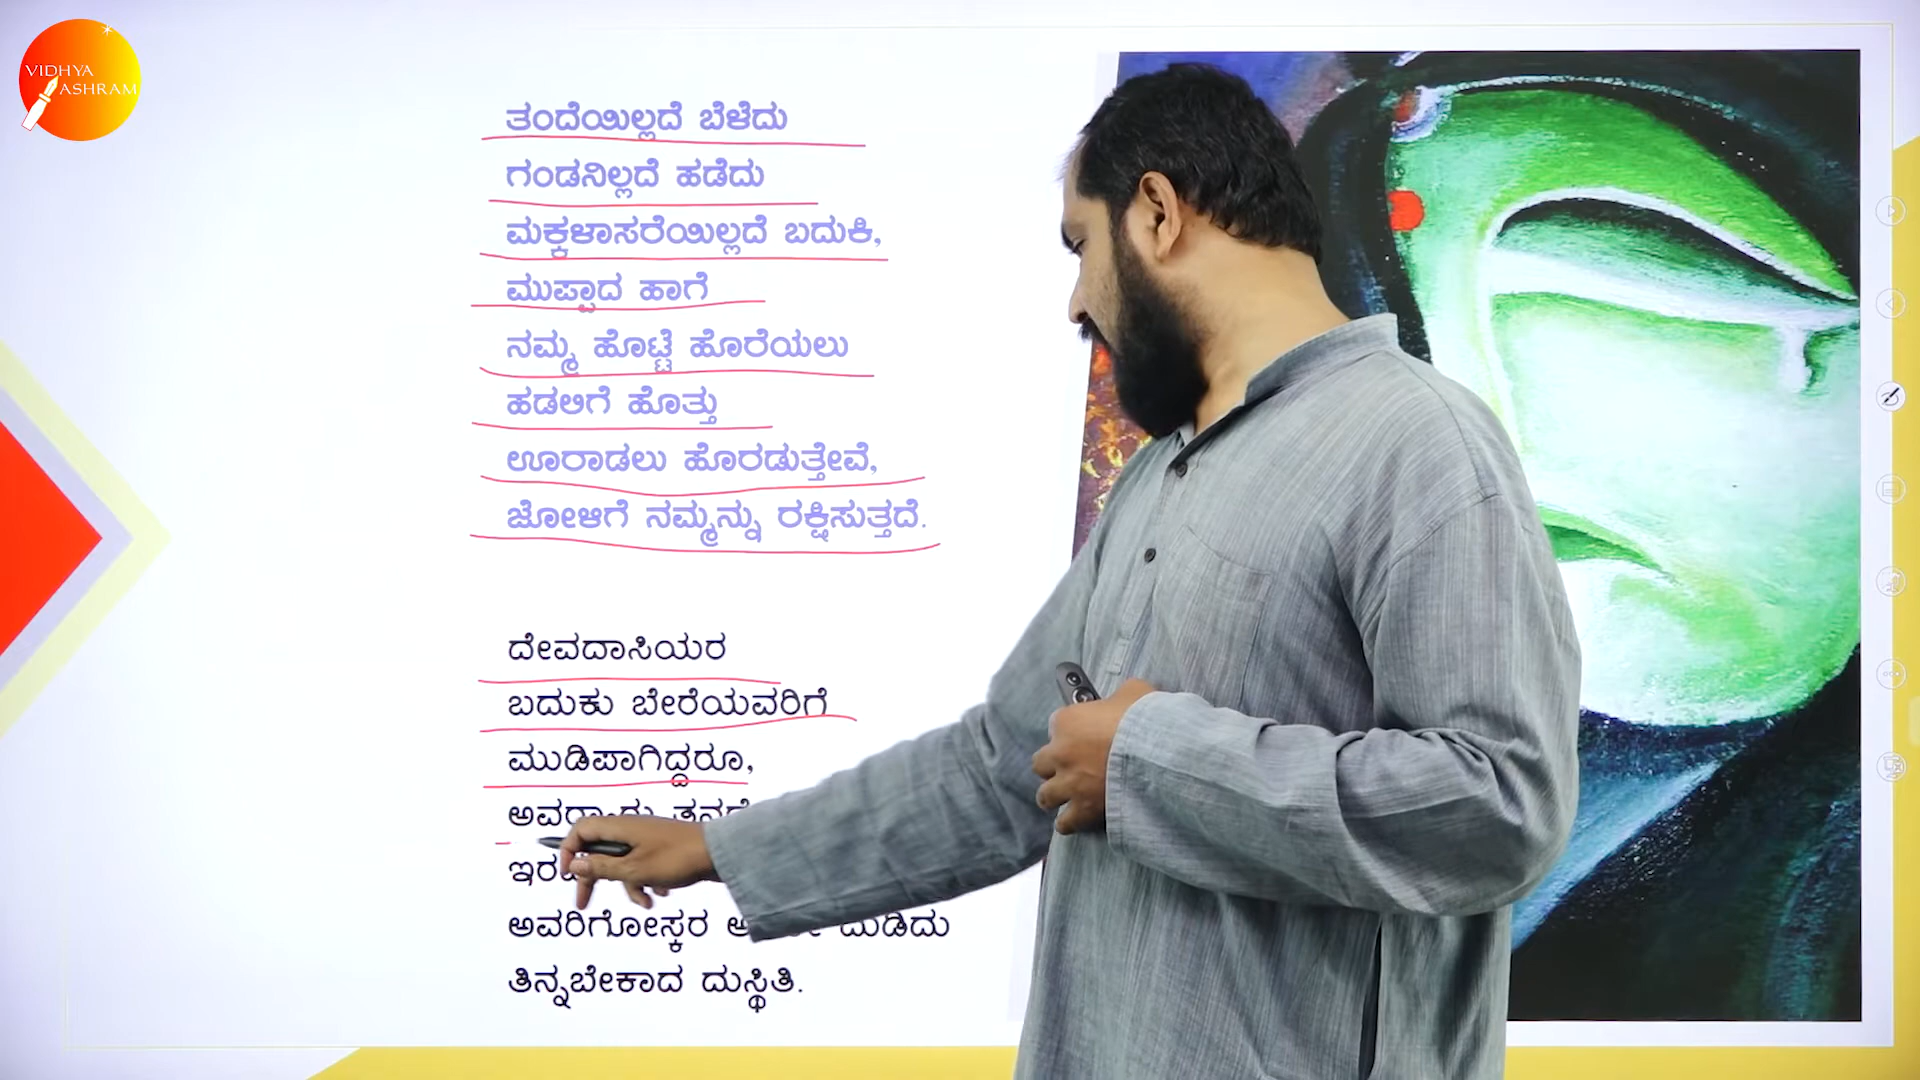 VIDHYA
ASHRAM
ತಂದೆಯಿಲ್ಲದೆ ಬೆಳೆದು
ಗಂಡನಿಲ್ಲದೆ ಹಡೆದು
ಮಕ್ಕಳಾಸರೆಯಿಲ್ಲದೆ ಬದುಕಿ,
ಮುಪ್ಪಾದ ಹಾಗೆ
ನಮ್ಮ ಹೊಟ್ಟೆ ಹೊರೆಯಲು
ಹಡಲಿಗೆ ಹೊತ್ತು
ಊರಾಡಲು ಹೊರಡುತ್ತೇವೆ,
ಜೋಳಿಗೆ ನಮ್ಮನ್ನು ರಕ್ಷಿಸುತ್ತದೆ.
ದೇವದಾಸಿಯರ
ಬದುಕು ಬೇರೆಯವರಿಗೆ
ಮುಡಿಪಾಗಿದ್ದರೂ,
ಅವರಿಗೋಸ್ಕರ ದುಡಿದು
ತಿನ್ನಬೇಕಾದ ದುಸ್ಥಿತಿ.